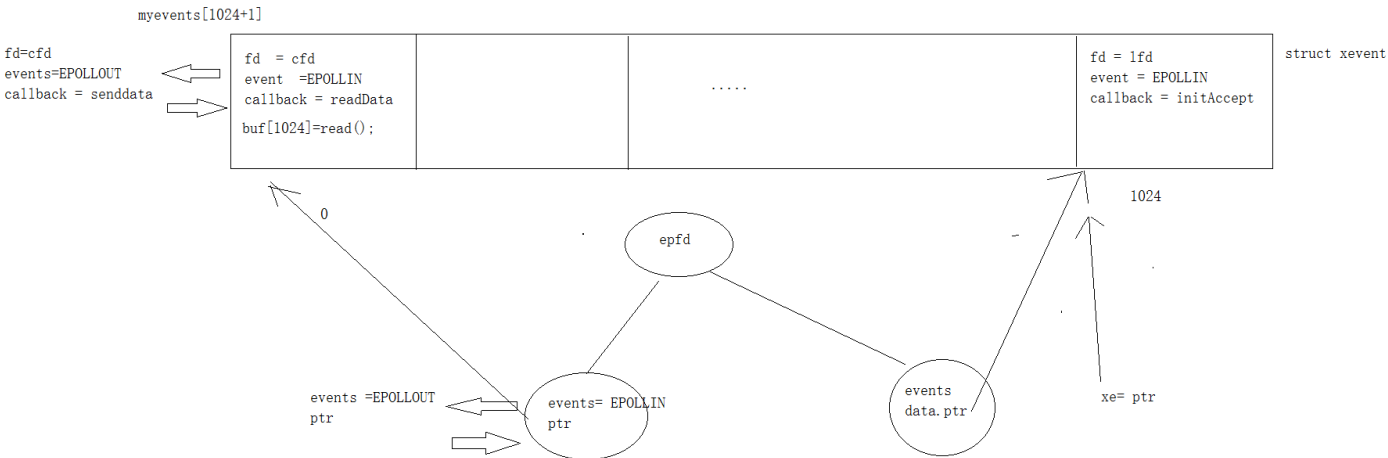 myevents[1024+1]
fd=cfd
events=EPOLLOUT
callback = senddata
fd  = cfd
event  =EPOLLIN
callback = readData
buf[1024]=read();
.....
fd = lfd
event = EPOLLIN
callback = initAccept
struct xevent
0
1024
epfd
events =EPOLLOUT
ptr
events= EPOLLIN
ptr
events
data.ptr
xe= ptr